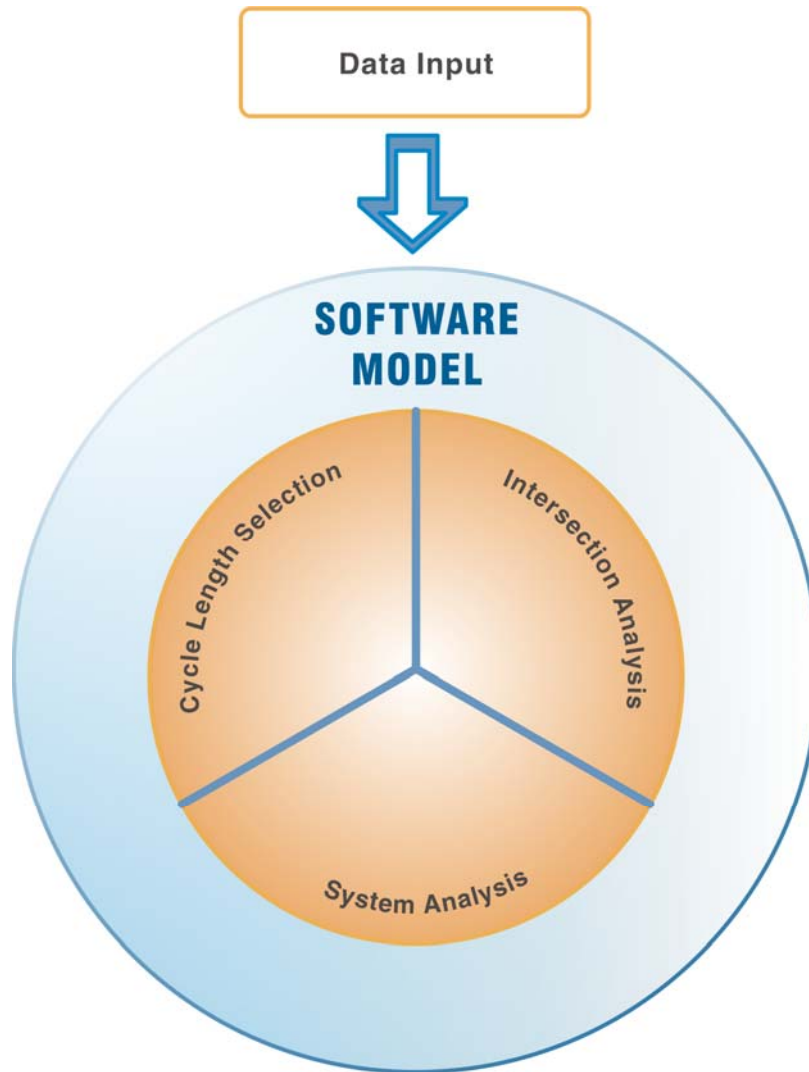 Data Input
SOFTWARE
MODEL
Cycle Length Selection
Intersection Analysis
System Analysis